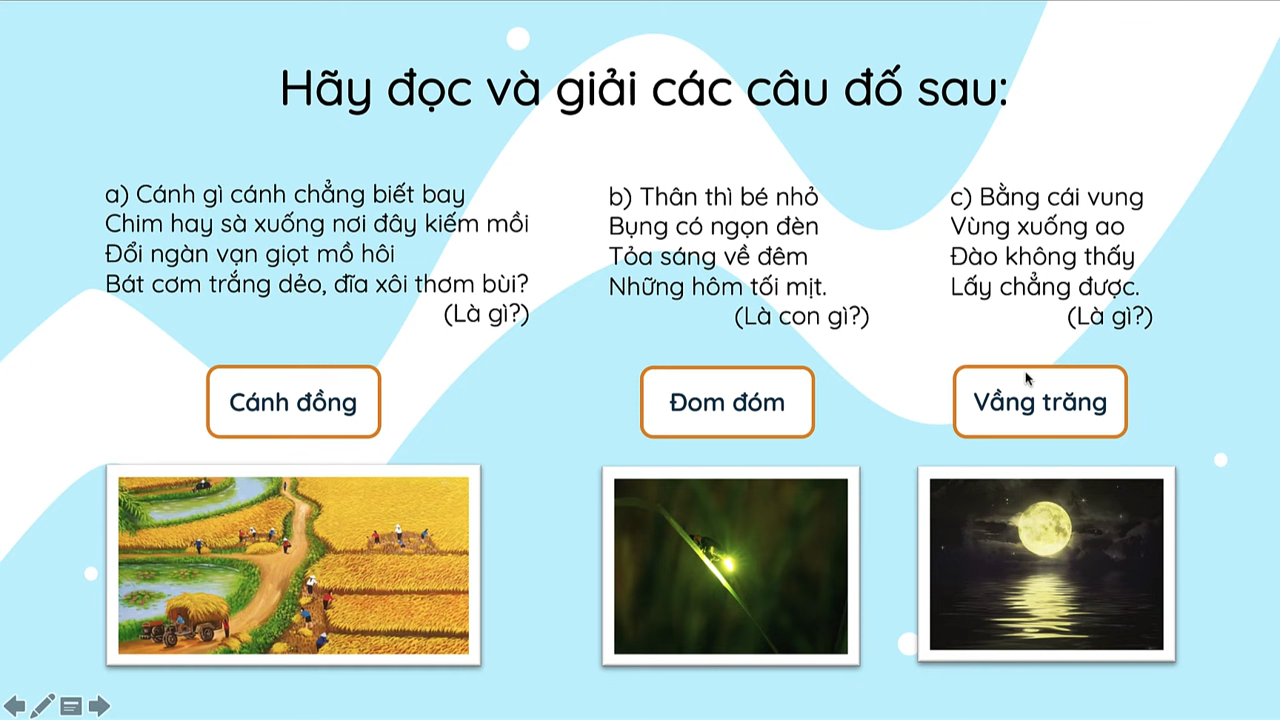 Hãy đọc và giải các câu đố sau:
a) Cánh gì cánh chẳng biết bay
Chim hay sà xuống nơi đây kiếm mồi
Đổi ngàn vạn giọt mồ hôi
Bát cơm trắng dẻo, đĩa xôi thơm bùi?
(Là gì?)
Cánh đồng
b) Thân thì bé nhỏ
Bụng có ngọn đèn
Tỏa sáng về đêm
Những hôm tối mịt.
(Là con gì?)
Đom đóm
c) Bằng cái vung
Vùng xuống ao
Đào không thấy
Lấy chẳng được.
(Là gì?)
Vầng trăng